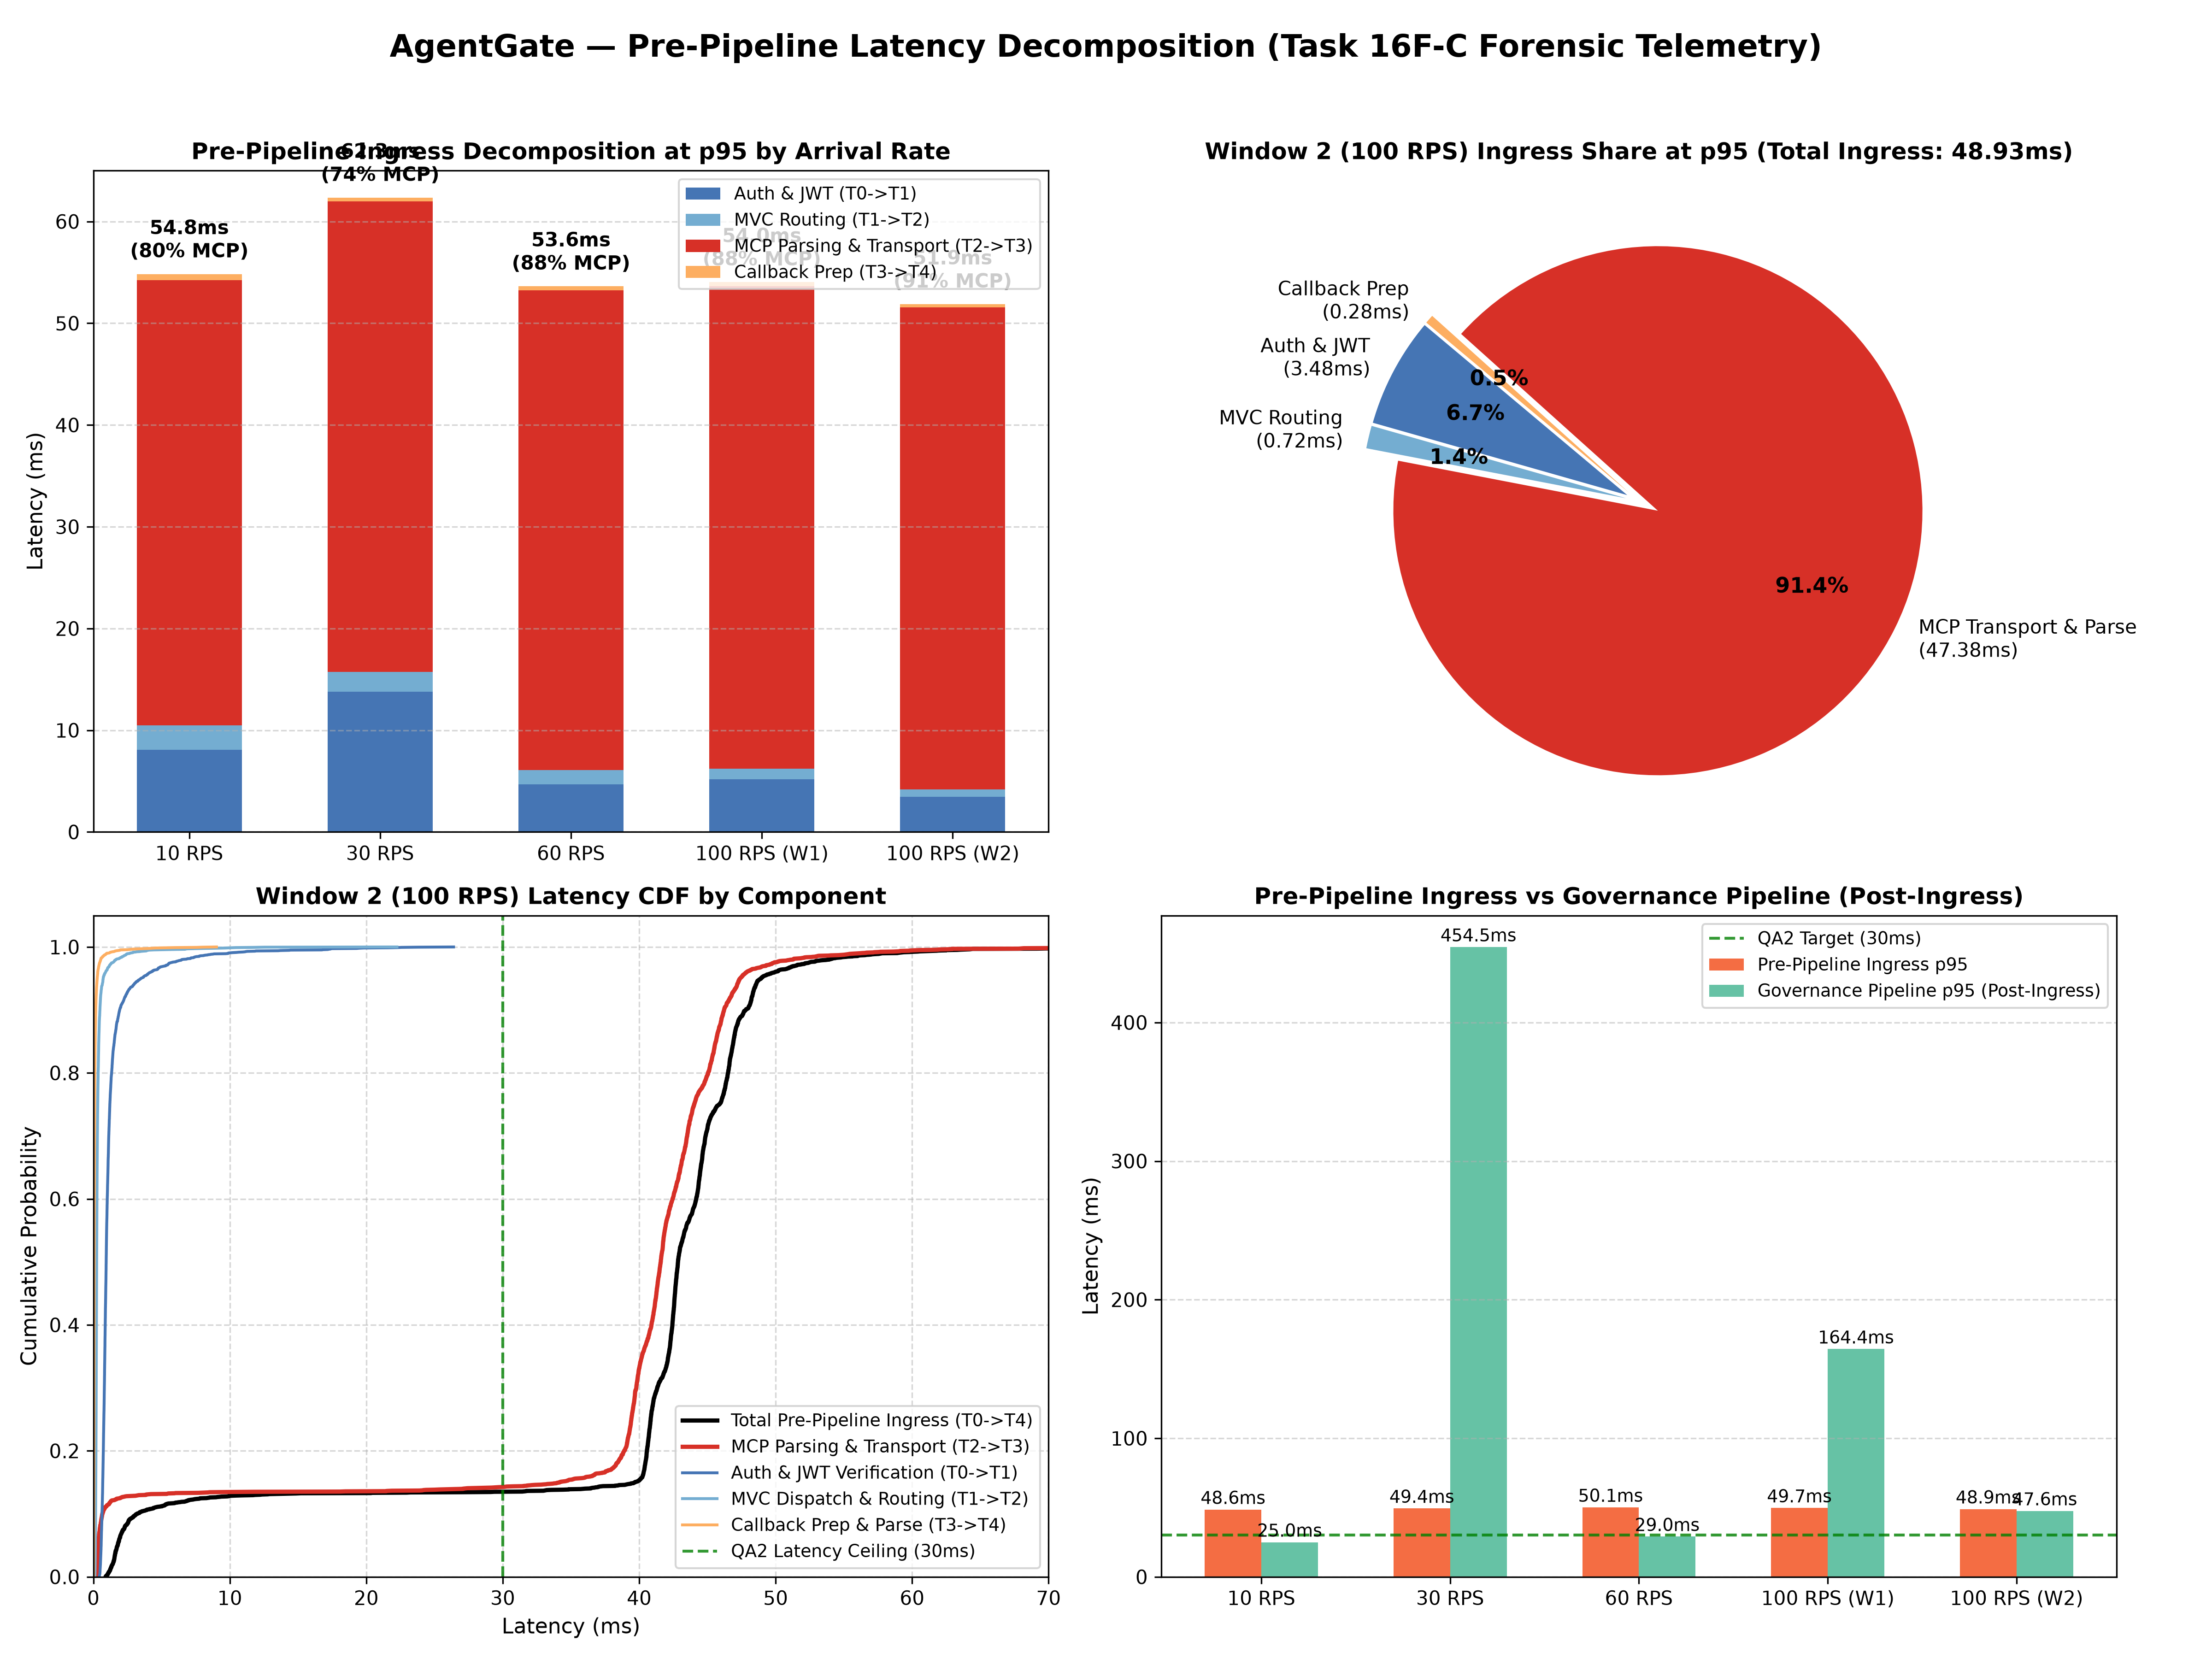 AgentGate — Pre-Pipeline Latency Decomposition (Task 16F-C Forensic Telemetry)
Pre-Pipeline Ingress Decomposition at p95 by Arrival Rate
62.3ms
(74% MCP)
54.8ms
(80% MCP)
53.6ms
(88% MCP)
54.0ms
(88% MCP)
51.9ms
(91% MCP)
Auth & JWT (T0->T1)
MVC Routing (T1->T2)
MCP Parsing & Transport (T2->T3)
Callback Prep (T3->T4)
Latency (ms)
60
50
40
30
20
10
0
10 RPS
30 RPS
60 RPS
100 RPS (W1)
100 RPS (W2)
Window 2 (100 RPS) Ingress Share at p95 (Total Ingress: 48.93ms)
Callback Prep
(0.28ms)
Auth & JWT
(3.48ms)
MVC Routing
(0.72ms)
0.5%
6.7%
1.4%
91.4%
MCP Transport & Parse
(47.38ms)
Window 2 (100 RPS) Latency CDF by Component
Cumulative Probability
1.0
0.8
0.6
0.4
0.2
0.0
0
10
20
30
40
50
60
70
Latency (ms)
Total Pre-Pipeline Ingress (T0->T4)
MCP Parsing & Transport (T2->T3)
Auth & JWT Verification (T0->T1)
MVC Dispatch & Routing (T1->T2)
Callback Prep & Parse (T3->T4)
QA2 Latency Ceiling (30ms)
Pre-Pipeline Ingress vs Governance Pipeline (Post-Ingress)
QA2 Target (30ms)
Pre-Pipeline Ingress p95
Governance Pipeline p95 (Post-Ingress)
Latency (ms)
400
300
200
100
0
48.6ms
25.0ms
49.4ms
454.5ms
50.1ms
29.0ms
49.7ms
164.4ms
48.9ms
47.6ms
10 RPS
30 RPS
60 RPS
100 RPS (W1)
100 RPS (W2)